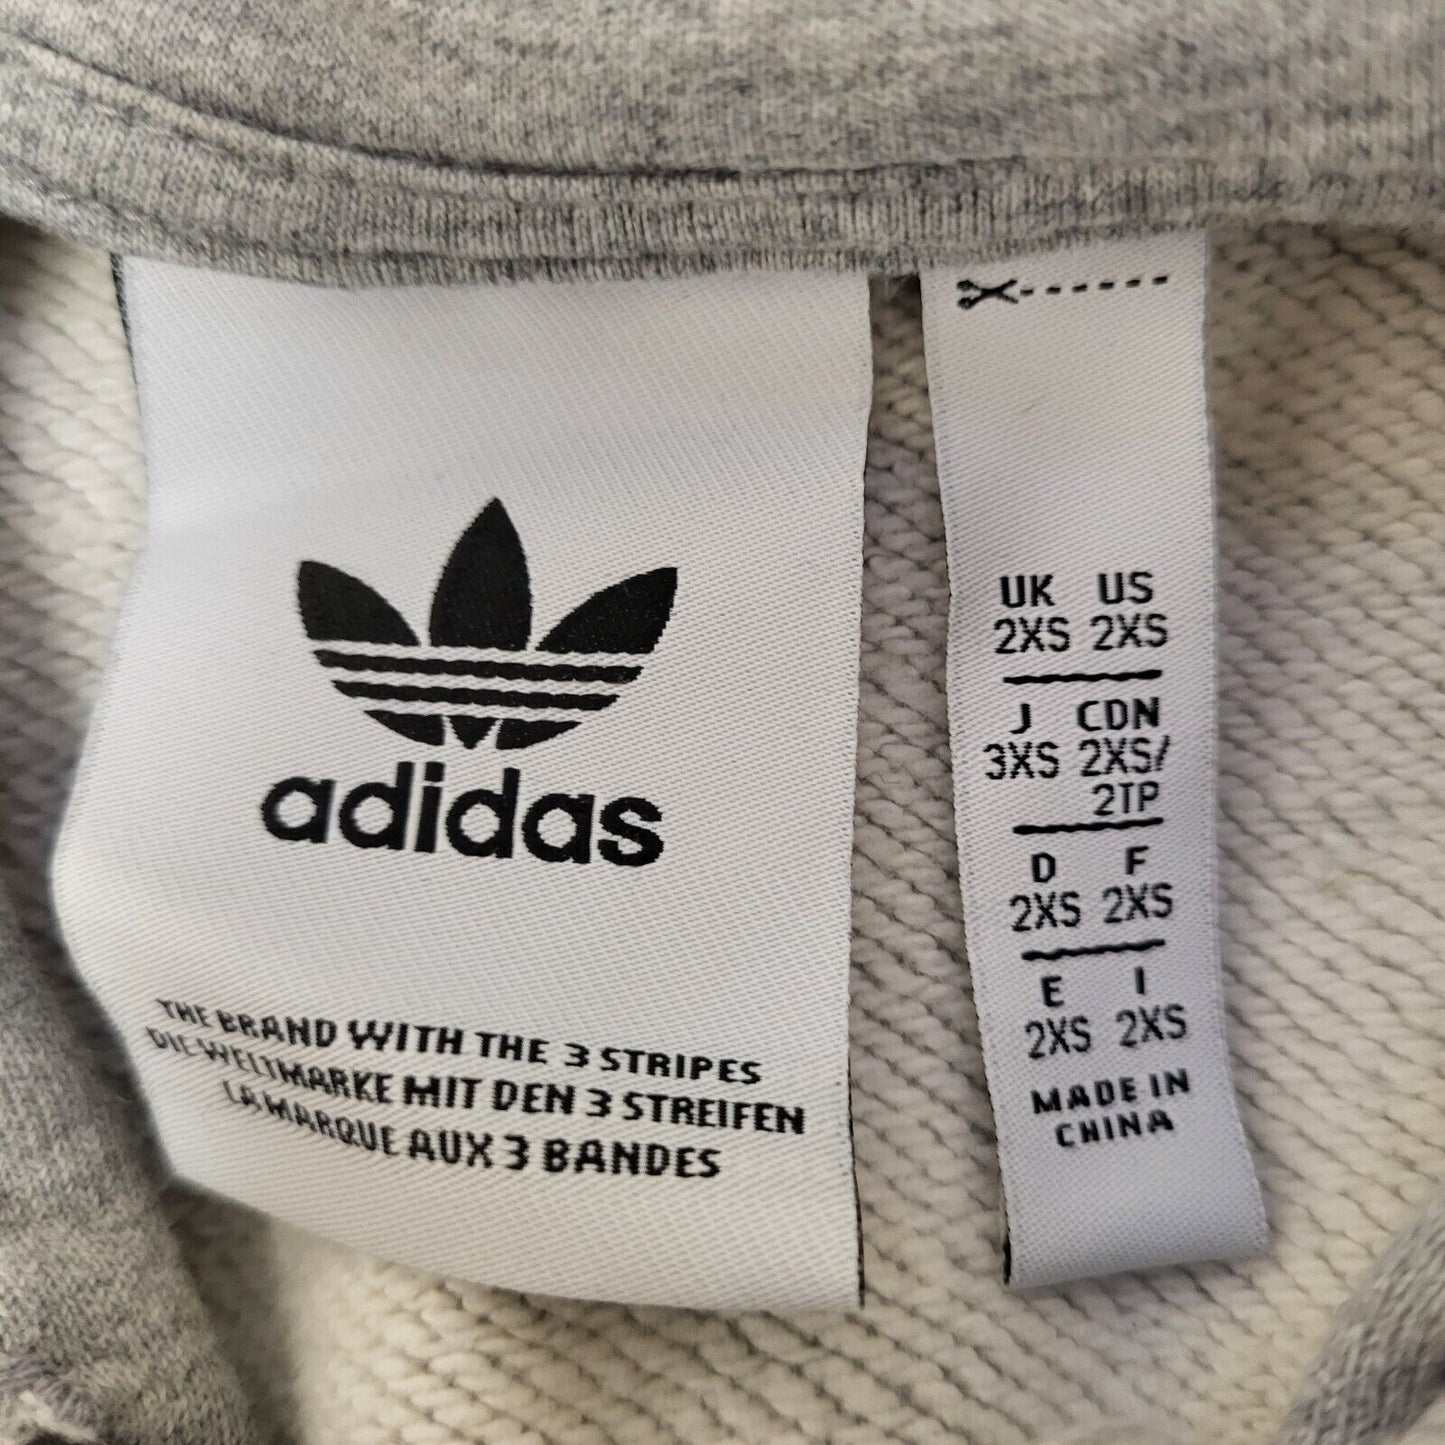 adidas
THE BRAND WITH THE 3 STRIPES
DIE WELTMARKE MIT DEN 3 STREIFEN
LA MARQUE AUX 3 BANDES
UK US
2XS 2XS
J CDN
3XS 2XS/
2TP
D F
2XS 2XS
E I
2XS 2XS
MADE IN
CHINA